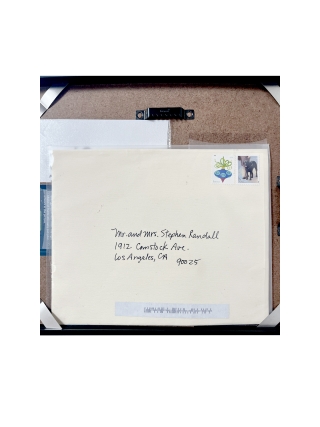 Mr. and Mrs. Stephen Randall
1912 Comstock Ave.
Los Angeles, CA
90025